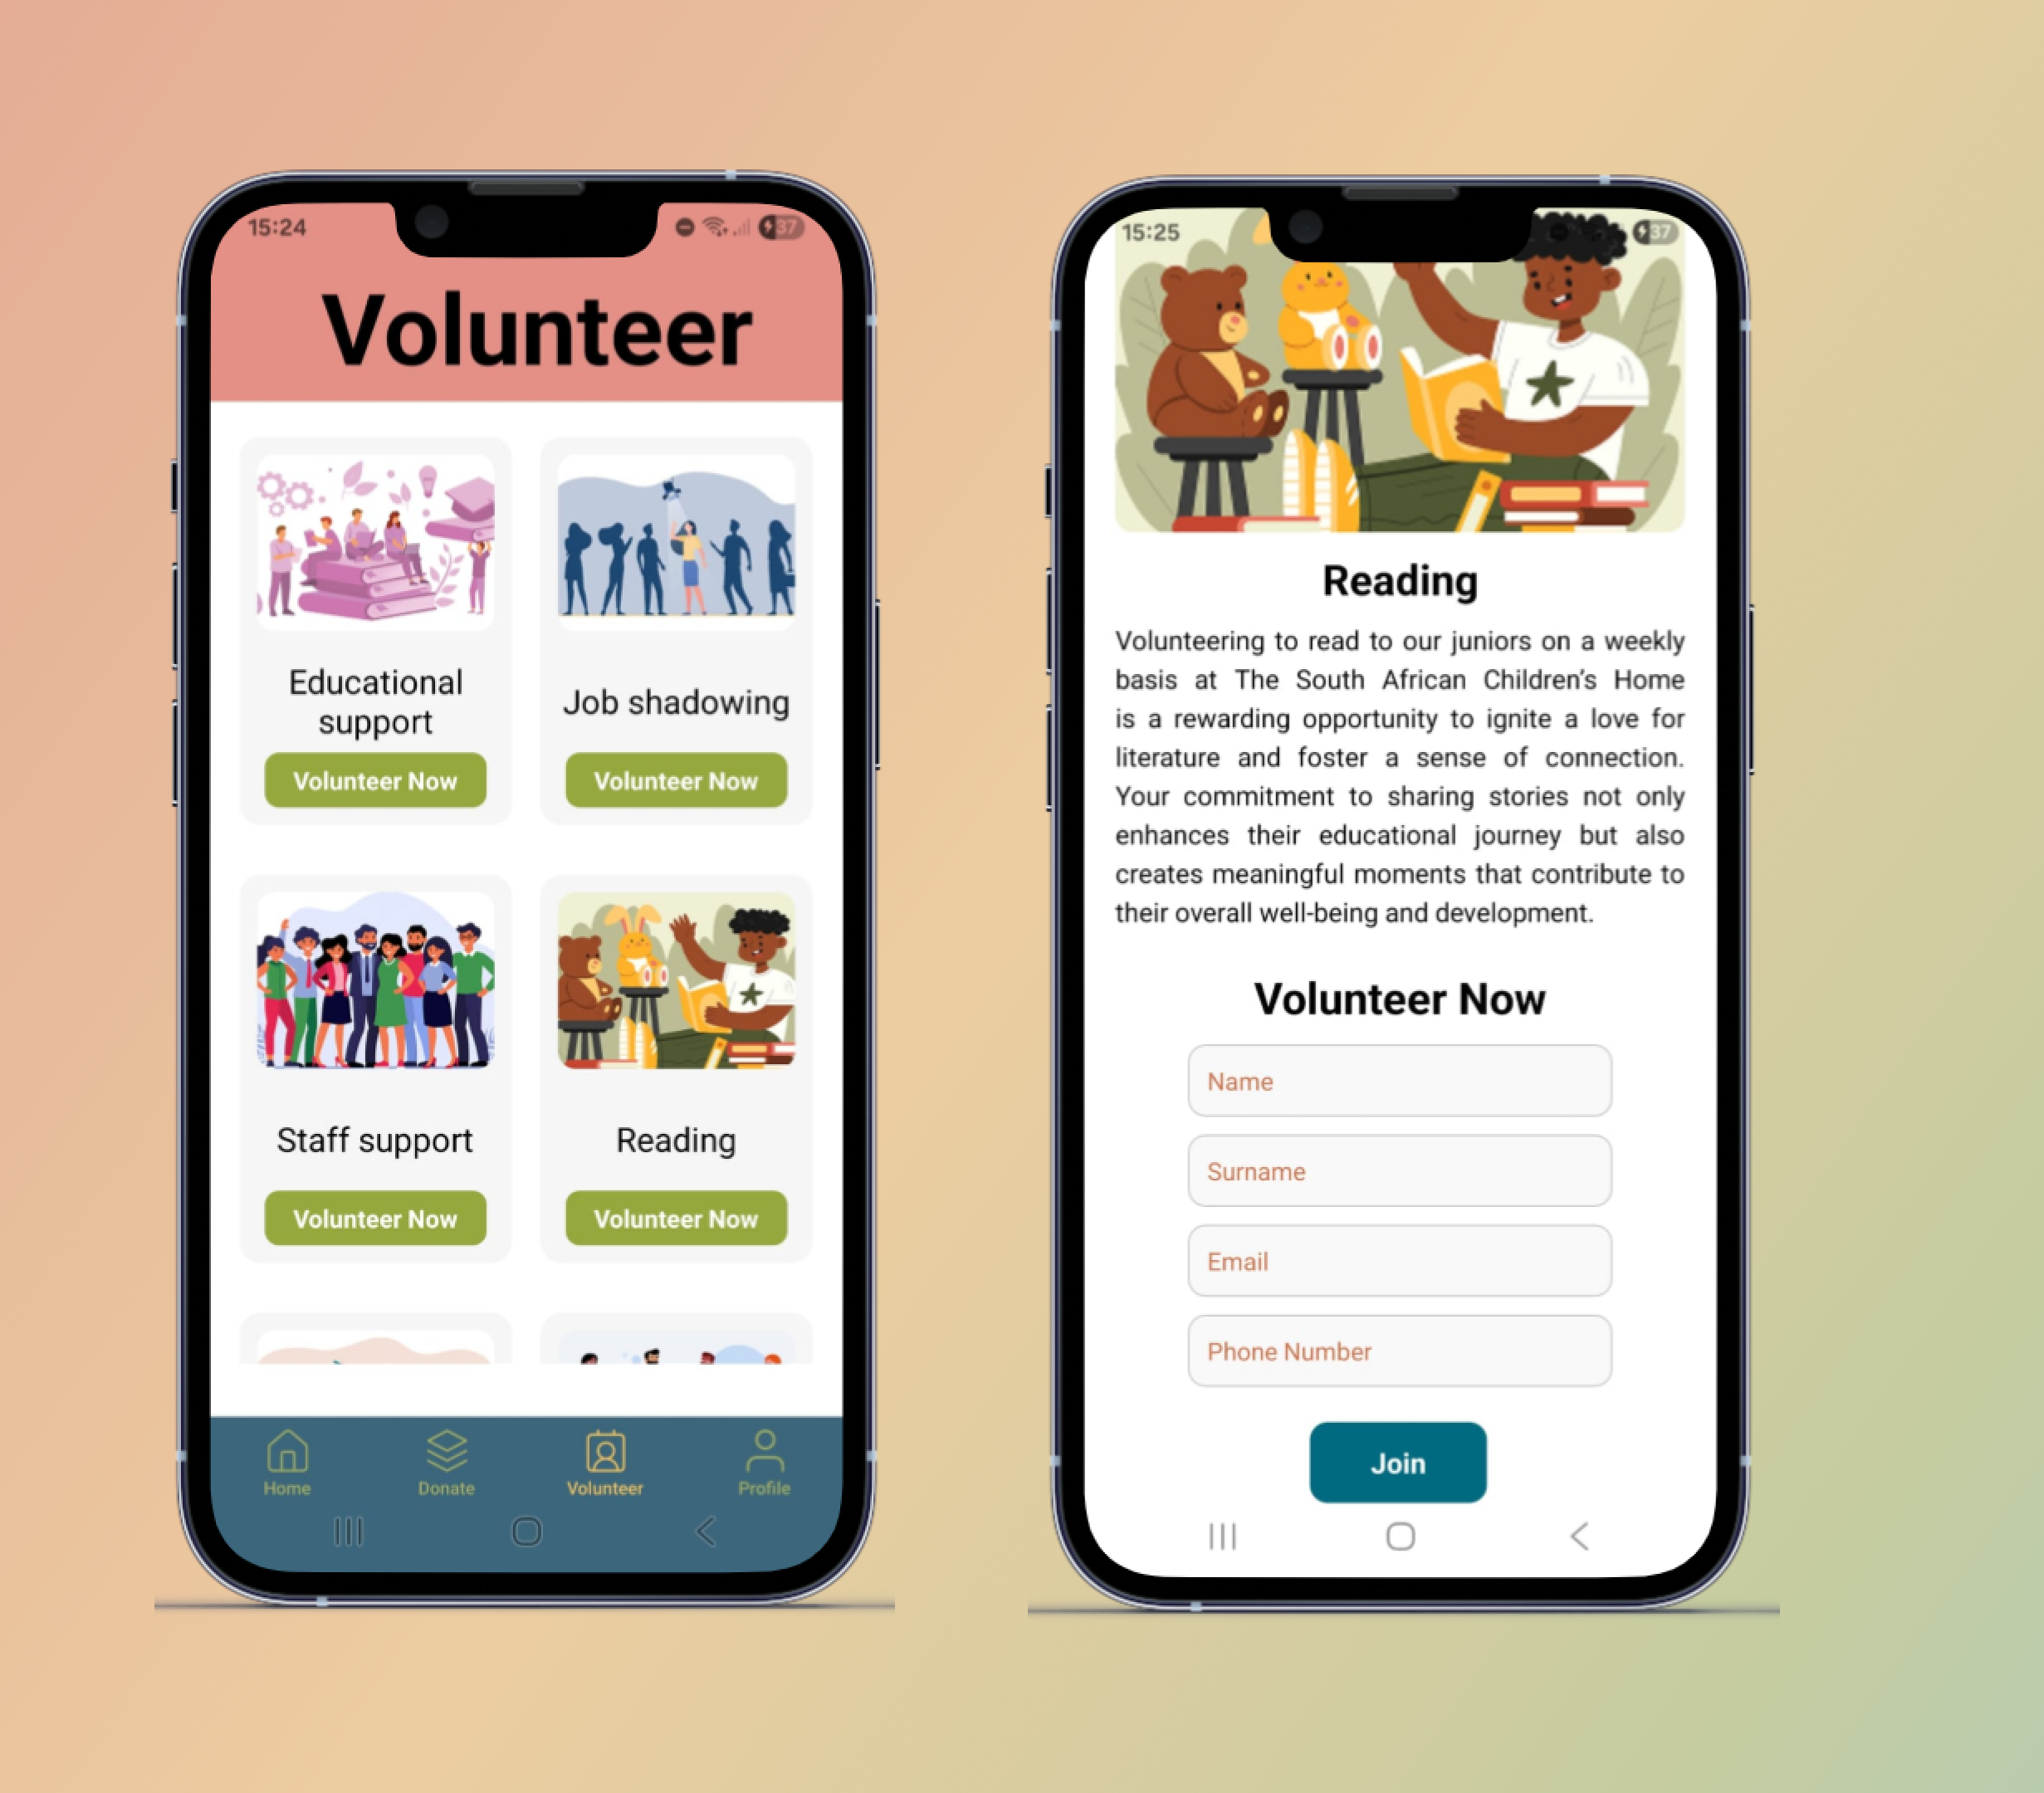 15:24
37
Volunteer
Educational
support
Volunteer Now
Job shadowing
Volunteer Now
Staff support
Volunteer Now
Reading
Volunteer Now
Home
Donate
Volunteer
Profile
15:25
37
Reading
Volunteering to read to our juniors on a weekly
basis at The South African Children’s Home
is a rewarding opportunity to ignite a love for
literature and foster a sense of connection.
Your commitment to sharing stories not only
enhances their educational journey but also
creates meaningful moments that contribute to
their overall well-being and development.
Volunteer Now
Name
Surname
Email
Phone Number
Join